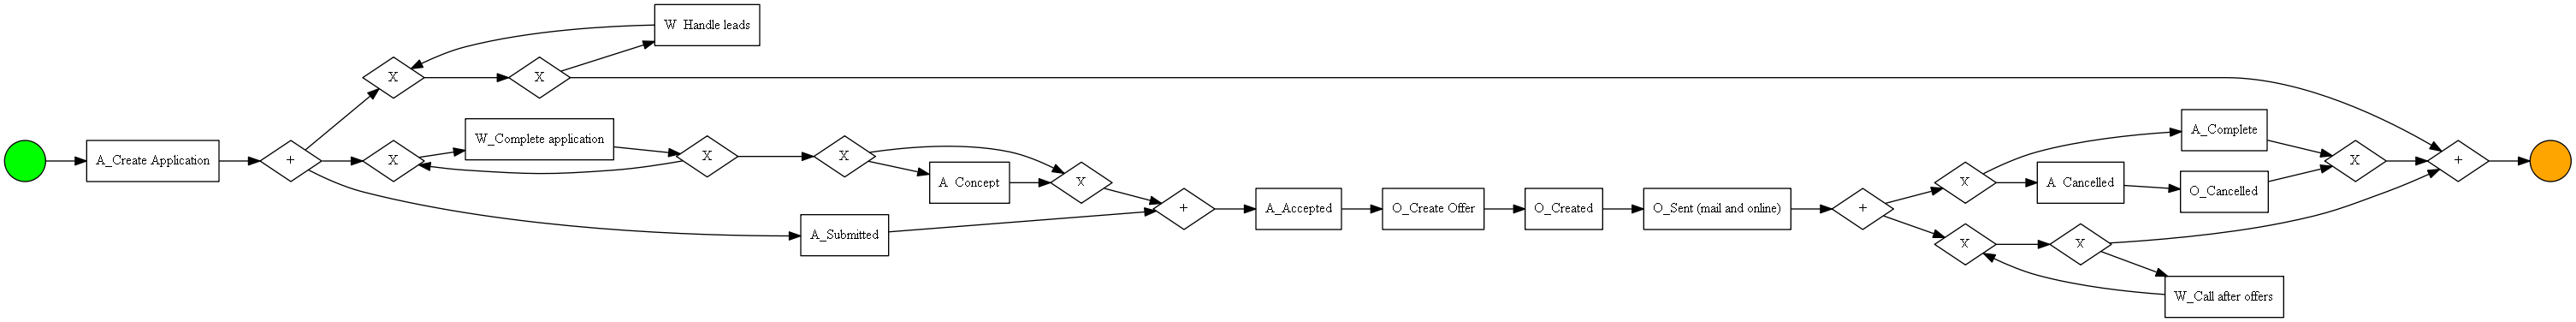 W_Handle leads
X
X
A_Complete
A_Create Application
+
X
W_Complete application
X
X
A_Concept
X
A_Submitted
+
A_Accepted
O_Create Offer
O_Created
O_Sent (mail and online)
+
X
A_Cancelled
O_Cancelled
X
+
X
X
W_Call after offers